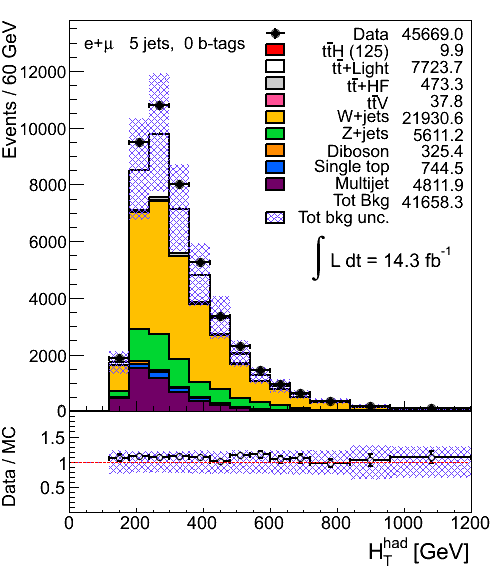 Events / 60 GeV
e+μ 5 jets, 0 b-tags
Data 45669.0
tt̄H (125) 9.9
tt̄+Light 7723.7
tt̄+HF 473.3
tt̄V 37.8
W+jets 21930.6
Z+jets 5611.2
Diboson 325.4
Single top 744.5
Multijet 4811.9
Tot Bkg 41658.3
Tot bkg unc.
∫ L dt = 14.3 fb⁻¹
12000
10000
8000
6000
4000
2000
0
Data / MC
1.5
1
0.5
0 200 400 600 800 1000 1200
H_T^had [GeV]